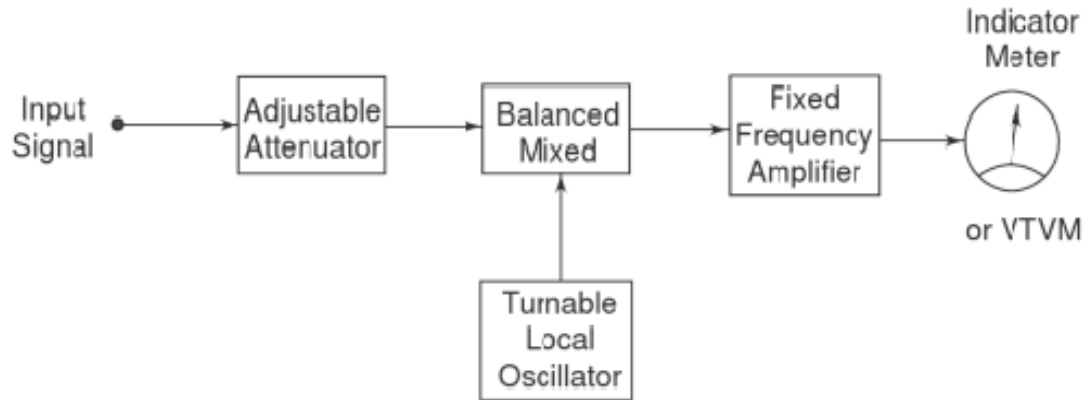 Input
Signal
Adjustable
Attenuator
Balanced
Mixed
Fixed
Frequency
Amplifier
Indicator
Meter
or VTVM
Turnable
Local
Oscillator